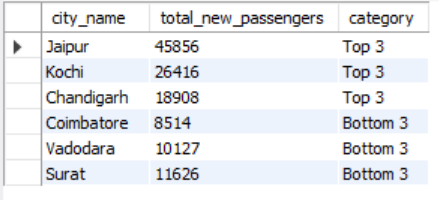 city_name total_new_passengers category
Jaipur 45856 Top 3
Kochi 26416 Top 3
Chandigarh 18908 Top 3
Coimbatore 8514 Bottom 3
Vadodara 10127 Bottom 3
Surat 11626 Bottom 3